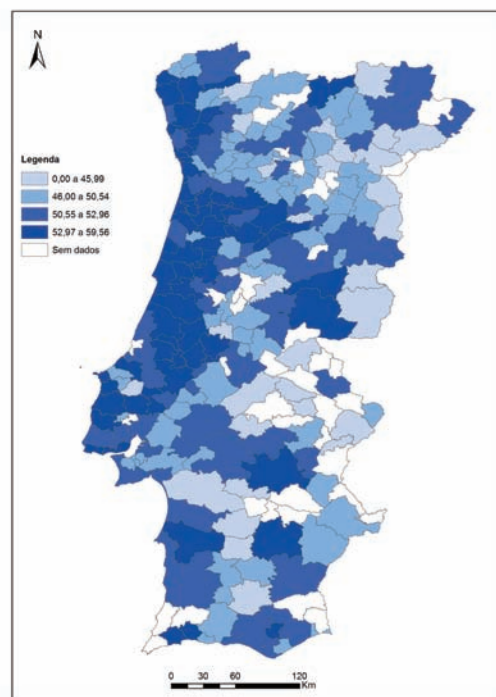 N
Legenda
0,00 a 45,99
46,00 a 50,54
50,55 a 52,96
52,97 a 59,56
Sem dados
0 30 60 120
Km